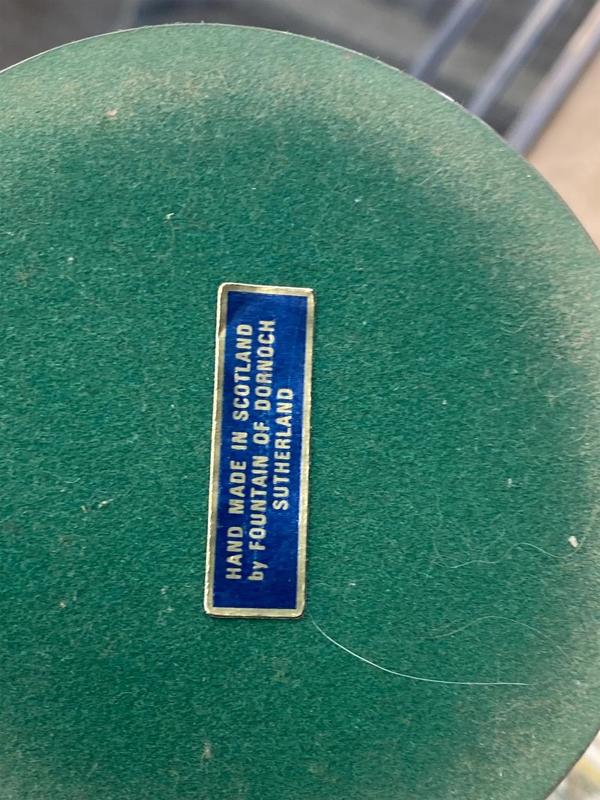 HAND MADE IN SCOTLAND
by FOUNTAIN OF DORNOCH
SUTHERLAND